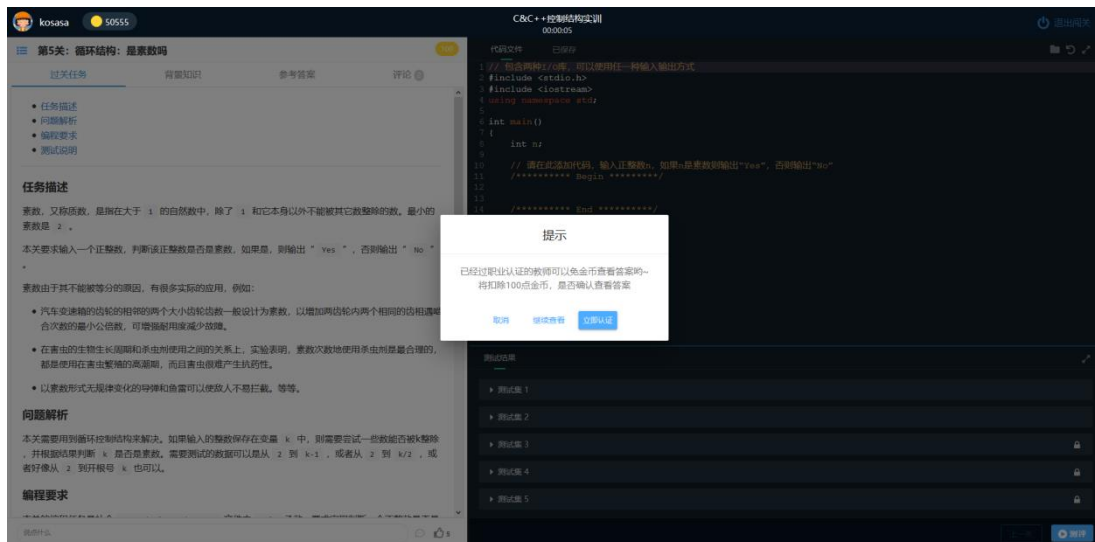 kosasa
50555
C&C++控制结构实训
00:00:05
退出闯关
第5关：循环结构：是素数吗
100
代码文件
已保存
过关任务
背景知识
参考答案
评论
任务描述
问题解析
编程要求
测试说明
任务描述
素数，又称质数，是指在大于 1 的自然数中，除了 1 和它本身以外不能被其它数整除的数。最小的
素数是 2 。
本关要求输入一个正整数，判断该正整数是否是素数，如果是，则输出 " Yes " ，否则输出 " No "
。
素数由于其不能被等分的原因，有很多实际的应用，例如：
汽车变速箱的齿轮的相邻的两个大小齿轮齿数一般设计为素数，以增加两齿轮内两个相同的齿相遇啮
合次数的最小公倍数，可增强耐用度减少故障。
在害虫的生物生长周期和杀虫剂使用之间的关系上，实验表明，素数次数地使用杀虫剂是最合理的，
都是使用在害虫繁殖的高潮期，而且害虫很难产生抗药性。
以素数形式无规律变化的导弹和鱼雷可以使敌人不易拦截。等等。
问题解析
本关需要用到循环控制结构来解决。如果输入的整数保存在变量 k 中，则需要尝试一些数能否被k整除
，并根据结果判断 k 是否是素数。需要测试的数据可以是从 2 到 k-1 ，或者从 2 到 k/2 ，或
者好像从 2 到开根号 k 也可以。
编程要求
说点什么
5
1 // 包含两种I/O库，可以使用任一种输入输出方式
2 #include <stdio.h>
3 #include <iostream>
4 using namespace std;
5
6 int main()
7 {
8 int n;
9
10 // 请在此添加代码，输入正整数n，如果n是素数则输出“Yes”，否则输出“No”
11 /********** Begin *********/
12
13
14 /********** End **********/
提示
已经过职业认证的教师可以免金币查看答案哟~
将扣除100点金币，是否确认查看答案
取消
继续查看
立即认证
测试结果
测试集 1
测试集 2
测试集 3
测试集 4
测试集 5
上一关
评测